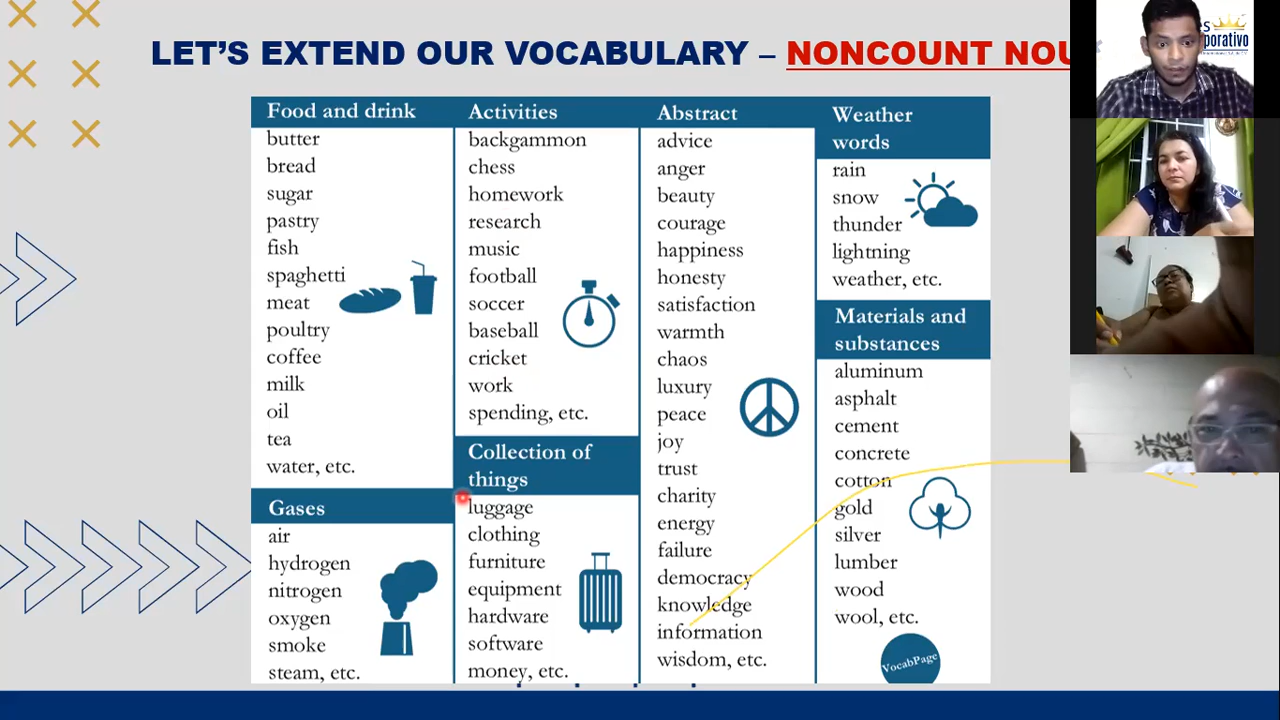 LET'S EXTEND OUR VOCABULARY – NONCOUNT NOU
Food and drink
butter
bread
sugar
pastry
fish
spaghetti
meat
poultry
coffee
milk
oil
tea
water, etc.
Gases
air
hydrogen
nitrogen
oxygen
smoke
steam, etc.
Activities
backgammon
chess
homework
research
music
football
soccer
baseball
cricket
work
spending, etc.
Collection of
things
luggage
clothing
furniture
equipment
hardware
software
money, etc.
Abstract
advice
anger
beauty
courage
happiness
honesty
satisfaction
warmth
chaos
luxury
peace
joy
trust
charity
energy
failure
democracy
knowledge
information
wisdom, etc.
Weather
words
rain
snow
thunder
lightning
weather, etc.
Materials and
substances
aluminum
asphalt
cement
concrete
cotton
gold
silver
lumber
wood
wool, etc.
VocabPage
s
porativo